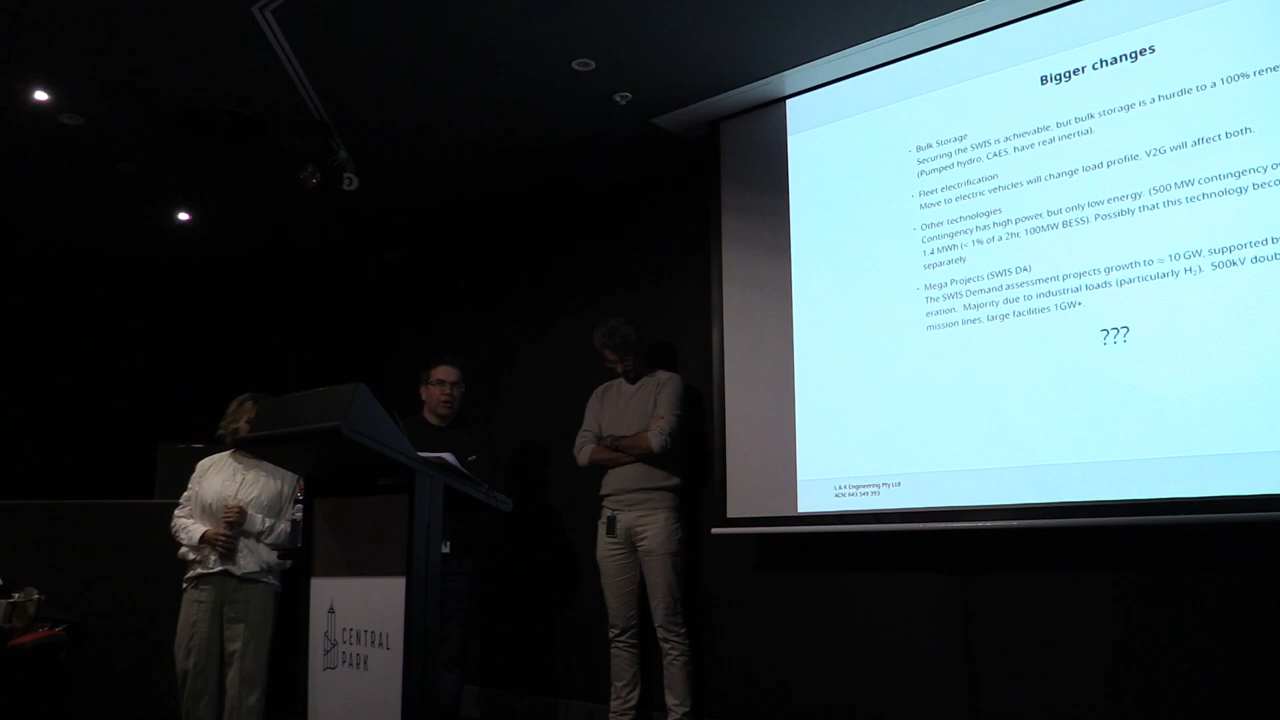 Bigger changes
• Bulk Storage
Securing the SWIS is achievable, but bulk storage is a hurdle to a 100% rene
(Pumped hydro, CAES, have real inertia).
• Fleet electrification
Move to electric vehicles will change load profile, V2G will affect both.
• Other technologies
Contingency has high power, but only low energy. (500 MW contingency o
1.4 MWh (< 1% of a 2hr, 100MW BESS). Possibly that this technology beco
separately
• Mega Projects (SWIS DA)
The SWIS Demand assessment projects growth to ≈ 10 GW, supported b
eration. Majority due to industrial loads (particularly H₂). 500kV doub
mission lines, large facilities 1GW+.
???
L & R Engineering Pty Ltd
ACN: 643 549 393
CENTRAL
PARK